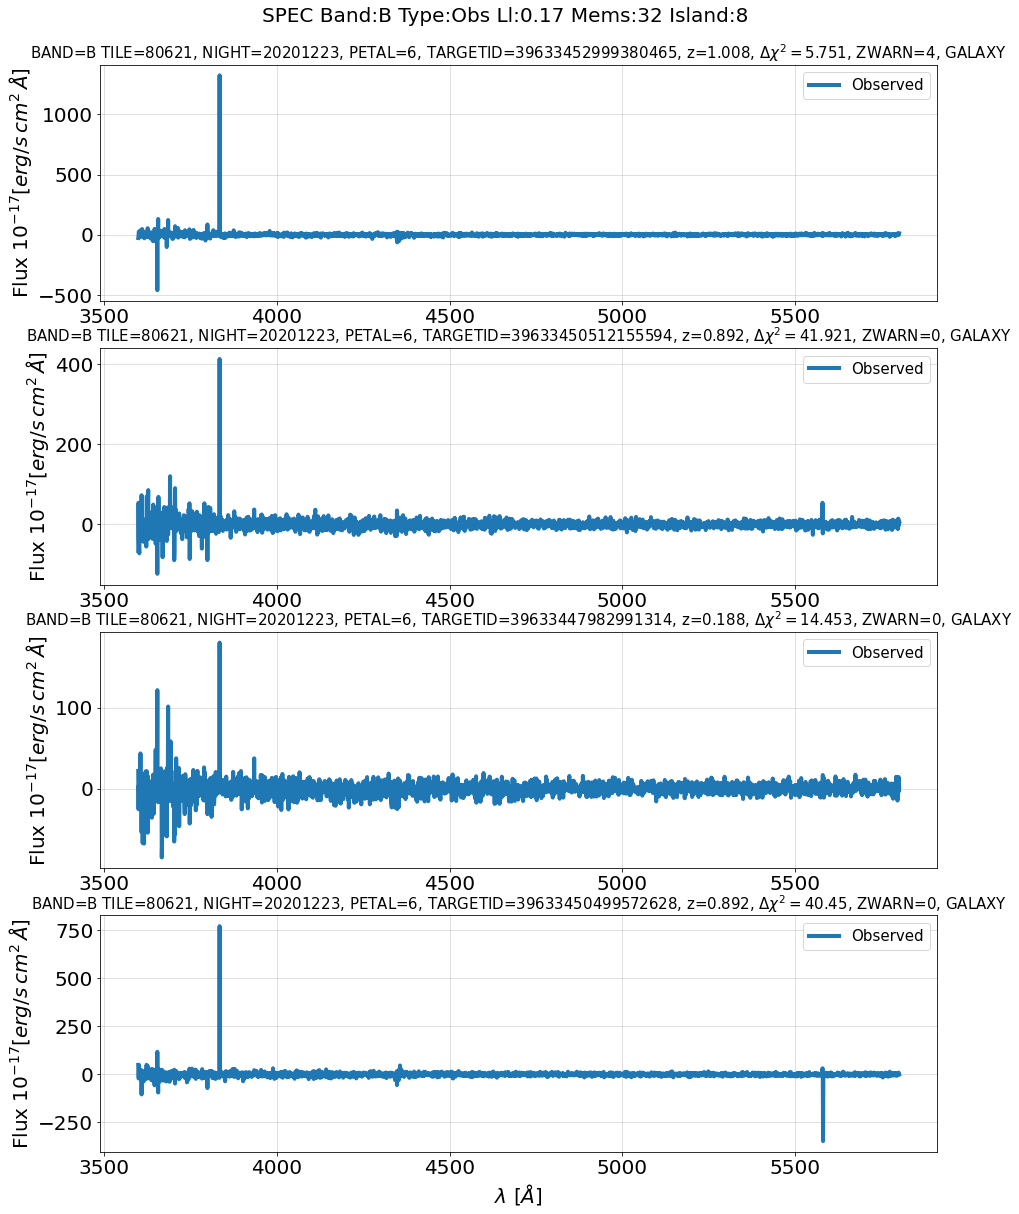 SPEC Band:B Type:Obs Ll:0.17 Mems:32 Island:8
BAND=B TILE=80621, NIGHT=20201223, PETAL=6, TARGETID=39633452999380465, z=1.008, Δχ² = 5.751, ZWARN=4, GALAXY
Observed
1000
500
0
−500
Flux 10⁻¹⁷[erg/s cm² Å]
3500 4000 4500 5000 5500
BAND=B TILE=80621, NIGHT=20201223, PETAL=6, TARGETID=39633450512155594, z=0.892, Δχ² = 41.921, ZWARN=0, GALAXY
Observed
400
200
0
Flux 10⁻¹⁷[erg/s cm² Å]
3500 4000 4500 5000 5500
BAND=B TILE=80621, NIGHT=20201223, PETAL=6, TARGETID=39633447982991314, z=0.188, Δχ² = 14.453, ZWARN=0, GALAXY
Observed
100
0
Flux 10⁻¹⁷[erg/s cm² Å]
3500 4000 4500 5000 5500
BAND=B TILE=80621, NIGHT=20201223, PETAL=6, TARGETID=39633450499572628, z=0.892, Δχ² = 40.45, ZWARN=0, GALAXY
Observed
750
500
250
0
−250
Flux 10⁻¹⁷[erg/s cm² Å]
3500 4000 4500 5000 5500
λ [Å]